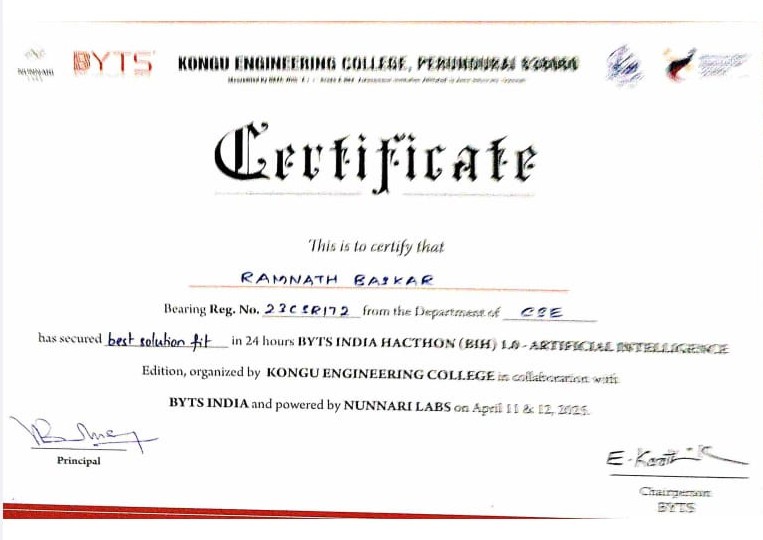 NUNNARI
BYTS
KONGU ENGINEERING COLLEGE, PERUNDURAI
Certificate
This is to certify that
RAMNATH BASKAR
Bearing Reg. No. 23CSR172 from the Department of CSE
has secured best solution fit in 24 hours BYTS INDIA HACTHON (BIH) 1.0 - ARTIFICIAL INTELLIGENCE
Edition, organized by KONGU ENGINEERING COLLEGE in collaboration with
BYTS INDIA and powered by NUNNARI LABS on April 11 & 12, 2025.
Principal
Chairperson
BYTS